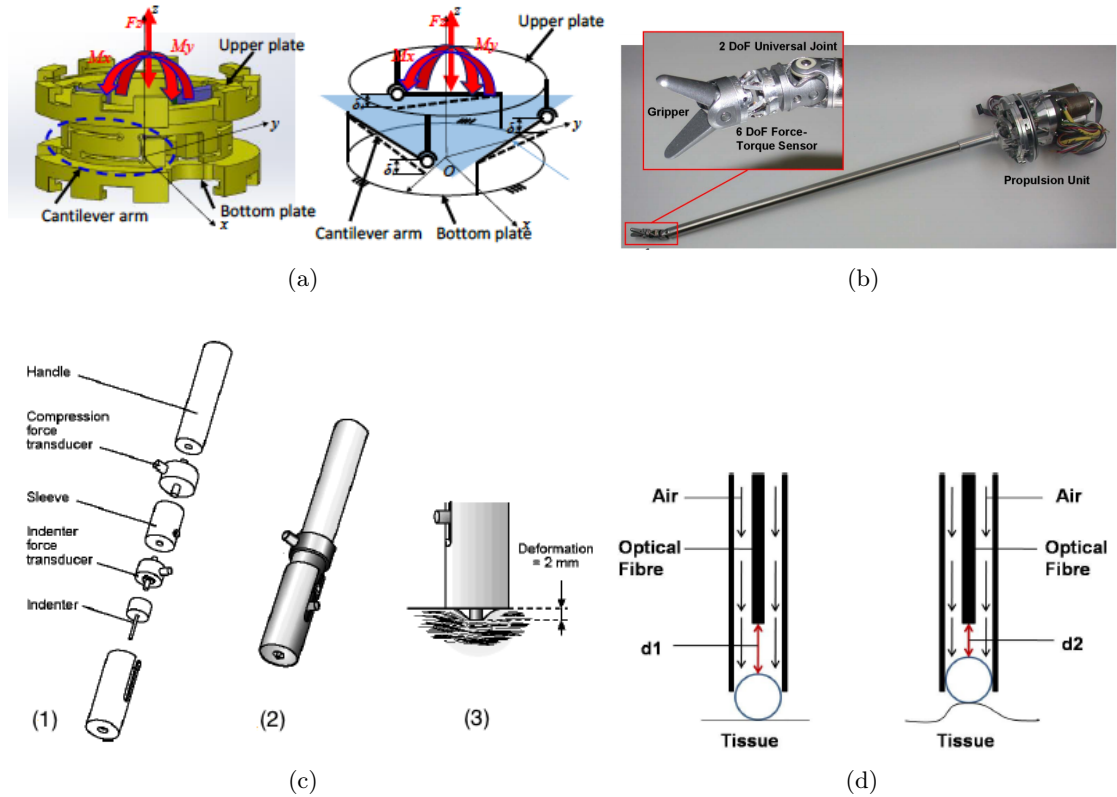 Fz
z
Mx
My
Upper plate
y
Cantilever arm
Bottom plate
x
Fz
z
Mx
My
Upper plate
δ
δ
δ
y
O
x
Cantilever arm
Bottom plate
(a)
2 DoF Universal Joint
Gripper
6 DoF Force-
Torque Sensor
Propulsion Unit
(b)
Handle
Compression
force
transducer
Sleeve
Indenter
force
transducer
Indenter
(1)
(2)
Deformation
= 2 mm
(3)
(c)
Air
Optical
Fibre
d1
Tissue
Air
Optical
Fibre
d2
Tissue
(d)